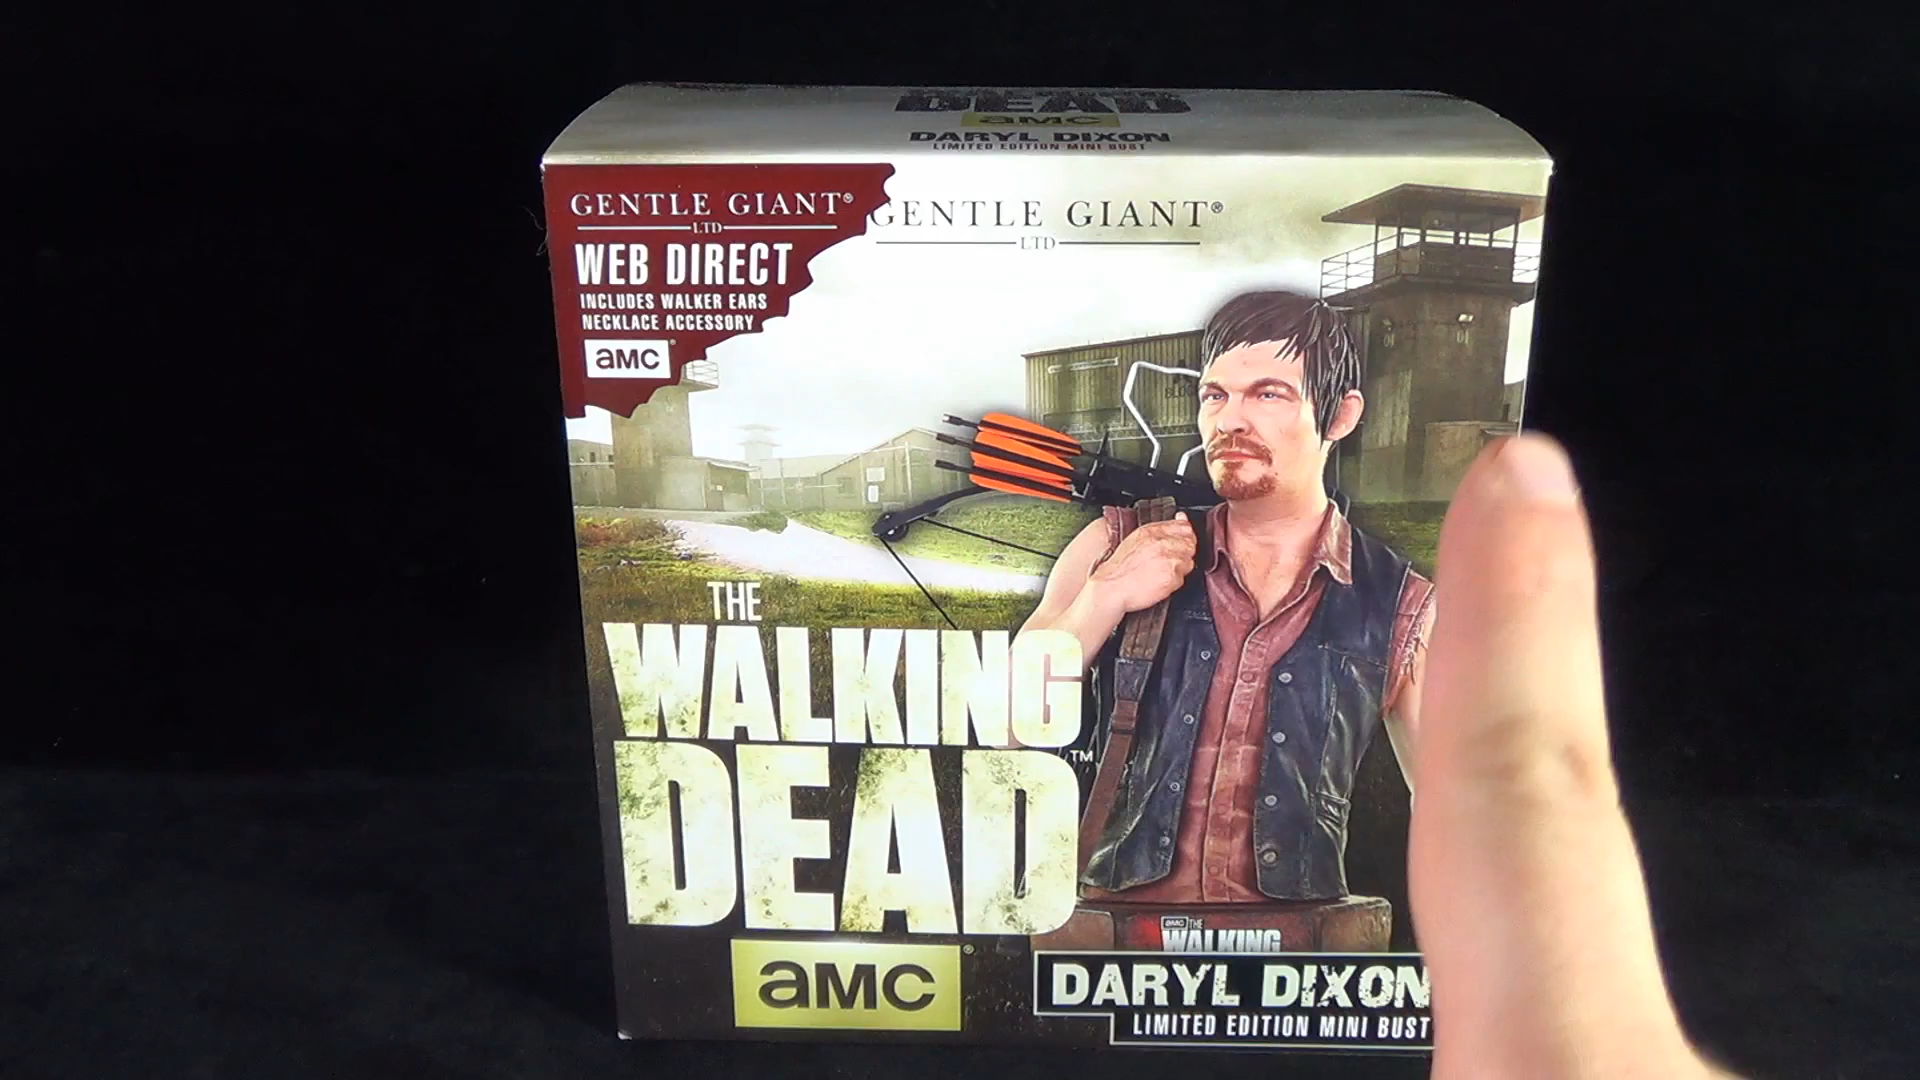 DEAD
aMC
DARYL DIXON
LIMITED EDITION MINI BUST
GENTLE GIANT®
LTD
WEB DIRECT
INCLUDES WALKER EARS
NECKLACE ACCESSORY
aMC®
GENTLE GIANT®
LTD
THE
WALKING
DEAD™
aMC®
aMC THE
WALKING
DARYL DIXON
LIMITED EDITION MINI BUST